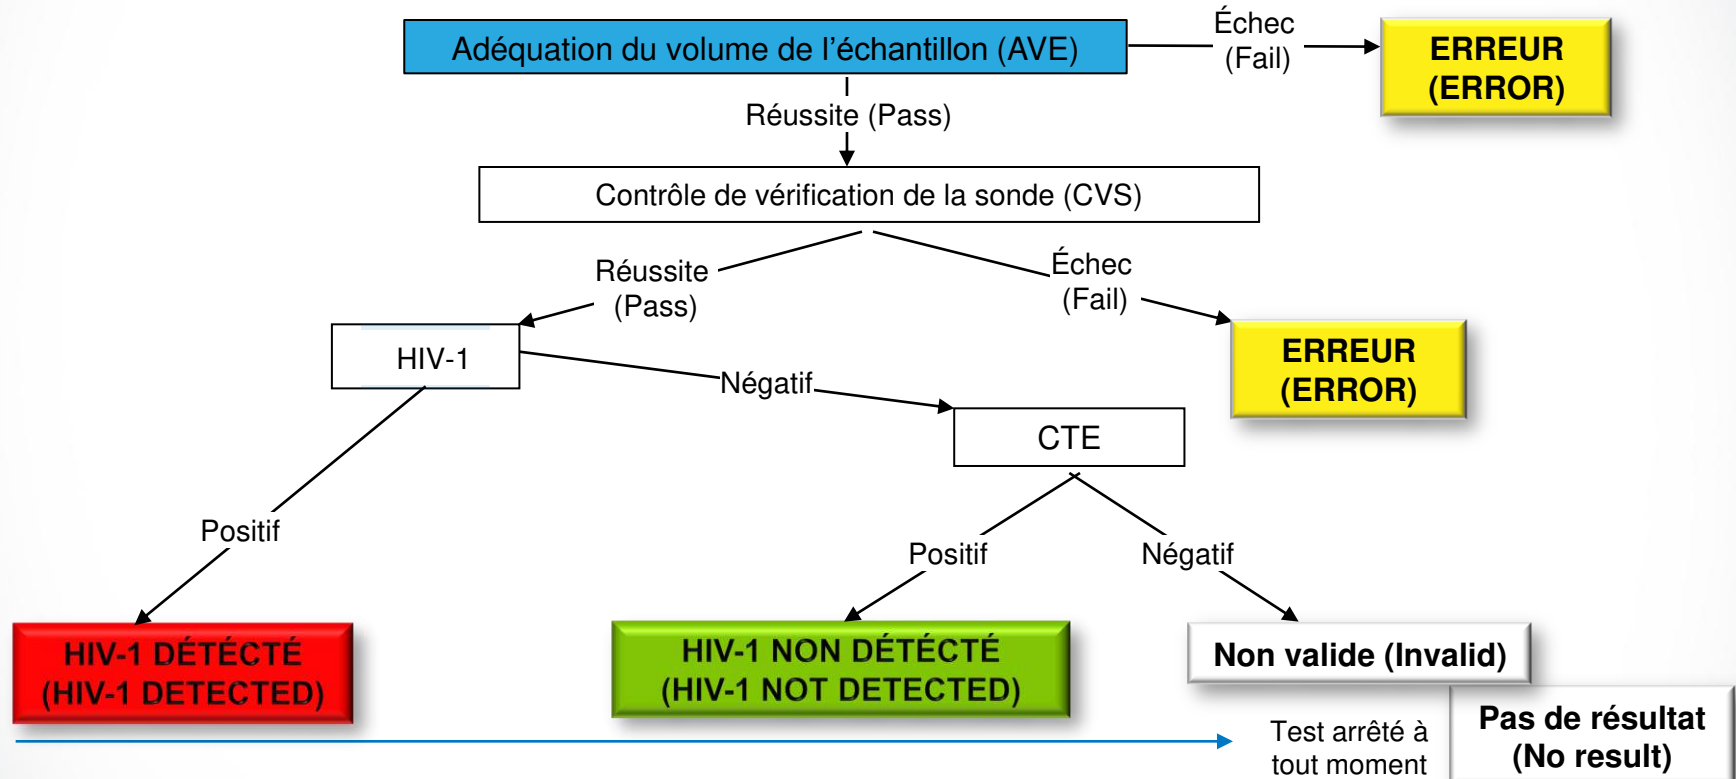 Adéquation du volume de l’échantillon (AVE)
Échec
(Fail)
ERREUR
(ERROR)
Réussite (Pass)
Contrôle de vérification de la sonde (CVS)
Réussite
(Pass)
Échec
(Fail)
HIV-1
ERREUR
(ERROR)
Négatif
CTE
Positif
Positif
Négatif
HIV-1 DÉTÉCTÉ
(HIV-1 DETECTED)
HIV-1 NON DÉTÉCTÉ
(HIV-1 NOT DETECTED)
Non valide (Invalid)
Test arrêté à
tout moment
Pas de résultat
(No result)